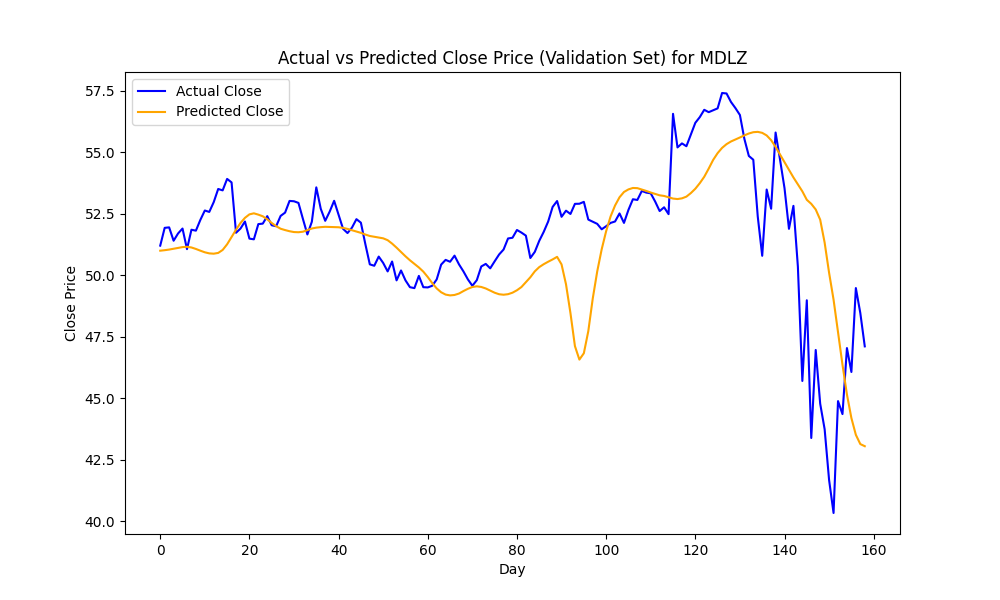 Actual vs Predicted Close Price (Validation Set) for MDLZ
Actual Close
Predicted Close
57.5
55.0
52.5
50.0
47.5
45.0
42.5
40.0
Close Price
0 20 40 60 80 100 120 140 160
Day